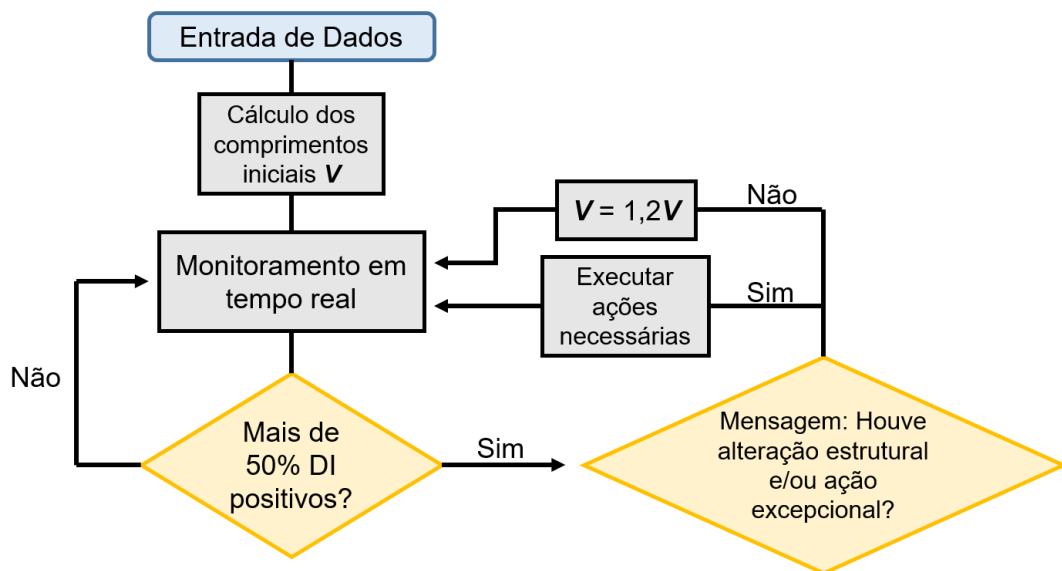 Entrada de Dados
Cálculo dos
comprimentos
iniciais V
V = 1,2V
Não
Monitoramento em
tempo real
Executar
ações
necessárias
Sim
Não
Mais de
50% DI
positivos?
Sim
Mensagem: Houve
alteração estrutural
e/ou ação
excepcional?